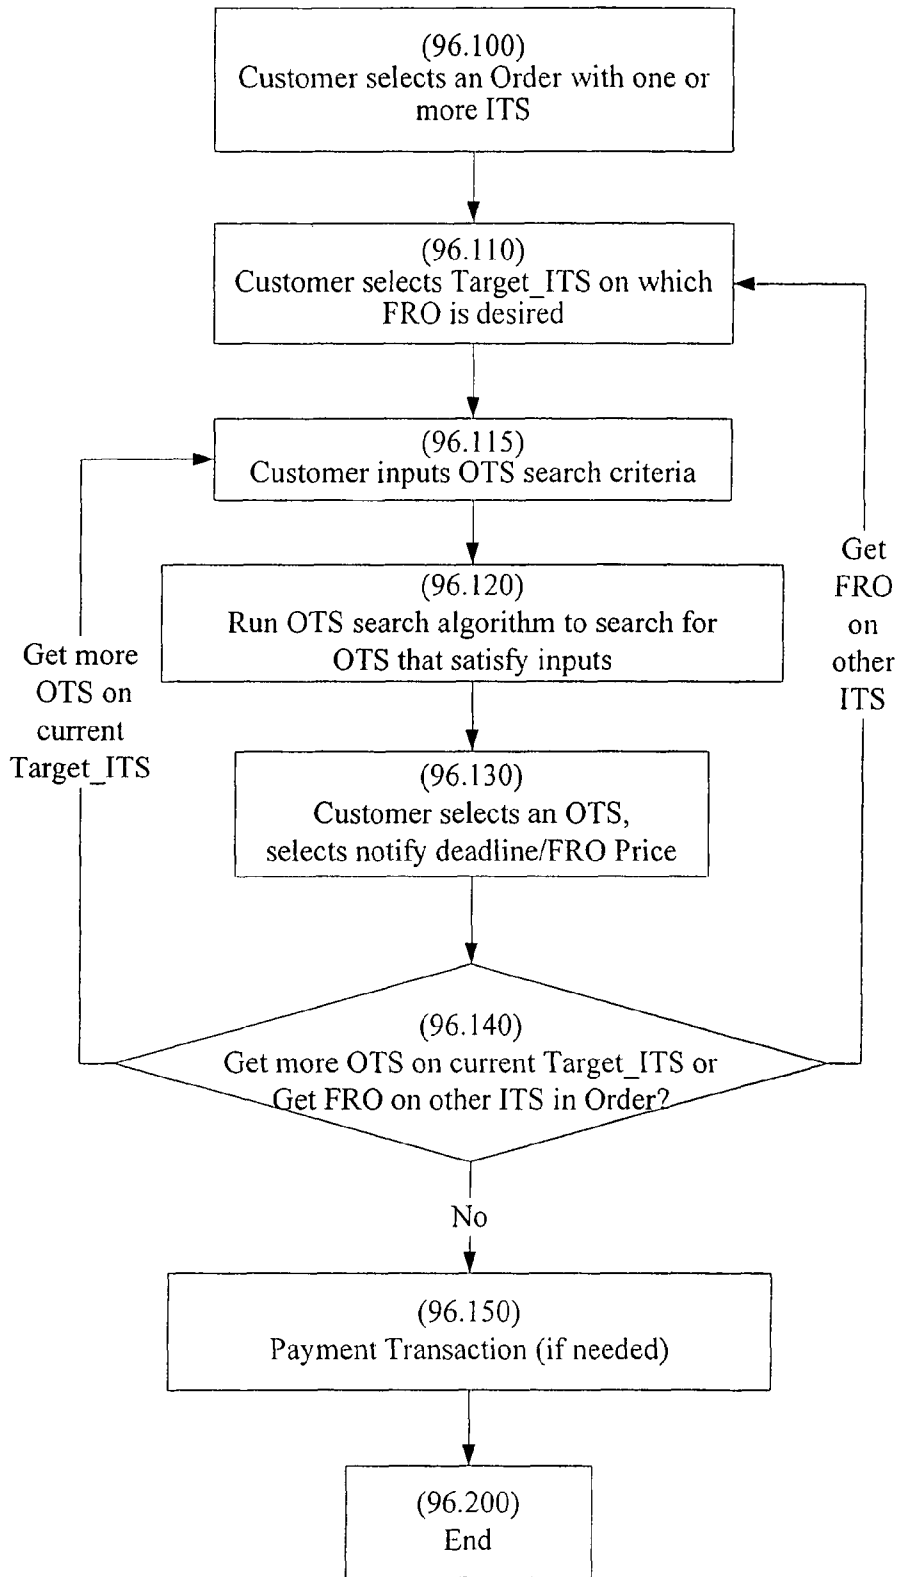 (96.100)
Customer selects an Order with one or
more ITS
(96.110)
Customer selects Target_ITS on which
FRO is desired
(96.115)
Customer inputs OTS search criteria
(96.120)
Run OTS search algorithm to search for
OTS that satisfy inputs
Get more
OTS on
current
Target_ITS
Get
FRO
on
other
ITS
(96.130)
Customer selects an OTS,
selects notify deadline/FRO Price
(96.140)
Get more OTS on current Target_ITS or
Get FRO on other ITS in Order?
No
(96.150)
Payment Transaction (if needed)
(96.200)
End